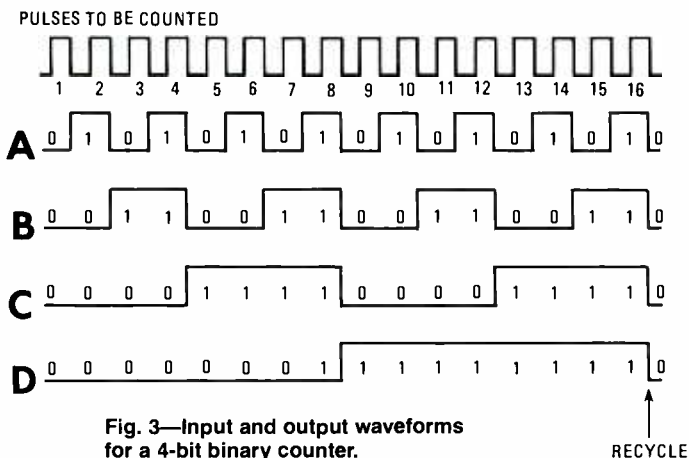 PULSES TO BE COUNTED
1 2 3 4 5 6 7 8 9 10 11 12 13 14 15 16
A 0 1 0 1 0 1 0 1 0 1 0 1 0 1 0 1 0
B 0 0 1 1 0 0 1 1 0 0 1 1 0 0 1 1 0
C 0 0 0 0 1 1 1 1 0 0 0 0 1 1 1 1 0
D 0 0 0 0 0 0 0 1 1 1 1 1 1 1 1 1 0
Fig. 3—Input and output waveforms
for a 4-bit binary counter.
RECYCLE